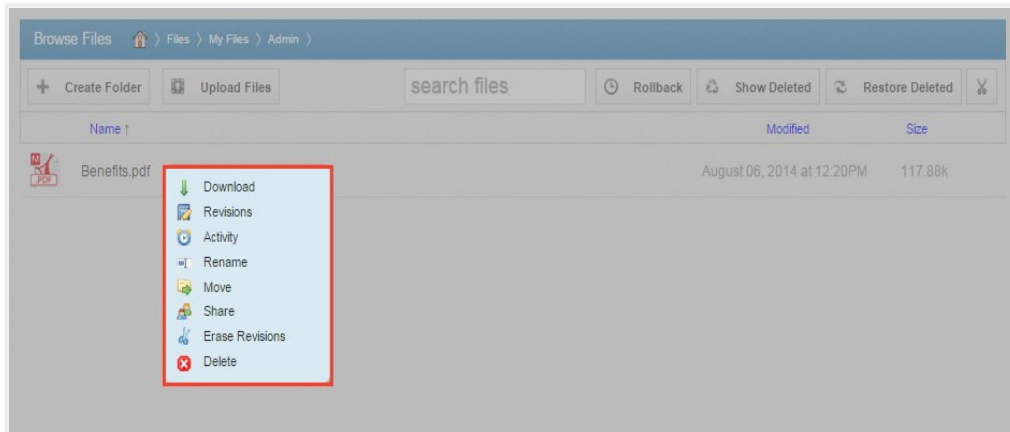 Browse Files 〉 Files 〉 My Files 〉 Admin 〉
Create Folder Upload Files search files Rollback Show Deleted Restore Deleted
Name ↑ Modified Size
Benefits.pdf August 06, 2014 at 12:20PM 117.88k
PDF
Download
Revisions
Activity
Rename
Move
Share
Erase Revisions
Delete